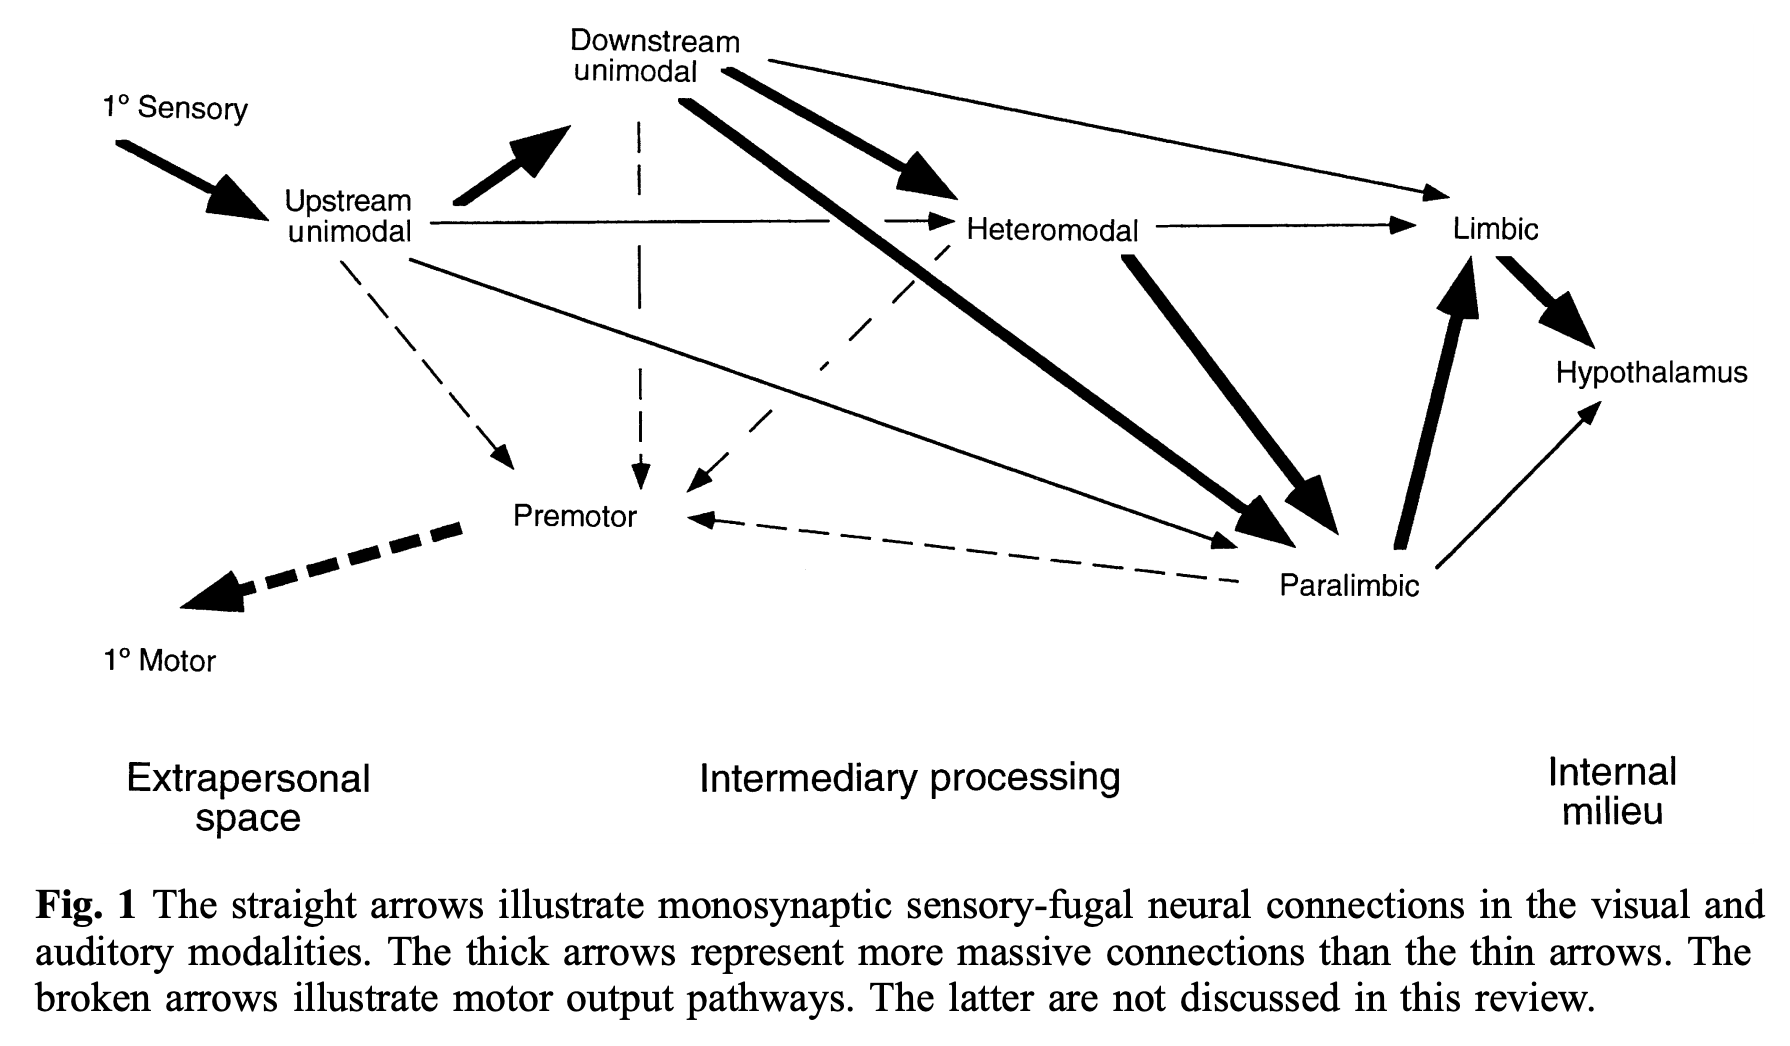 Downstream
unimodal
1° Sensory
Upstream
unimodal
Heteromodal
Limbic
Hypothalamus
Premotor
Paralimbic
1° Motor
Extrapersonal
space
Intermediary processing
Internal
milieu
Fig. 1 The straight arrows illustrate monosynaptic sensory-fugal neural connections in the visual and
auditory modalities. The thick arrows represent more massive connections than the thin arrows. The
broken arrows illustrate motor output pathways. The latter are not discussed in this review.